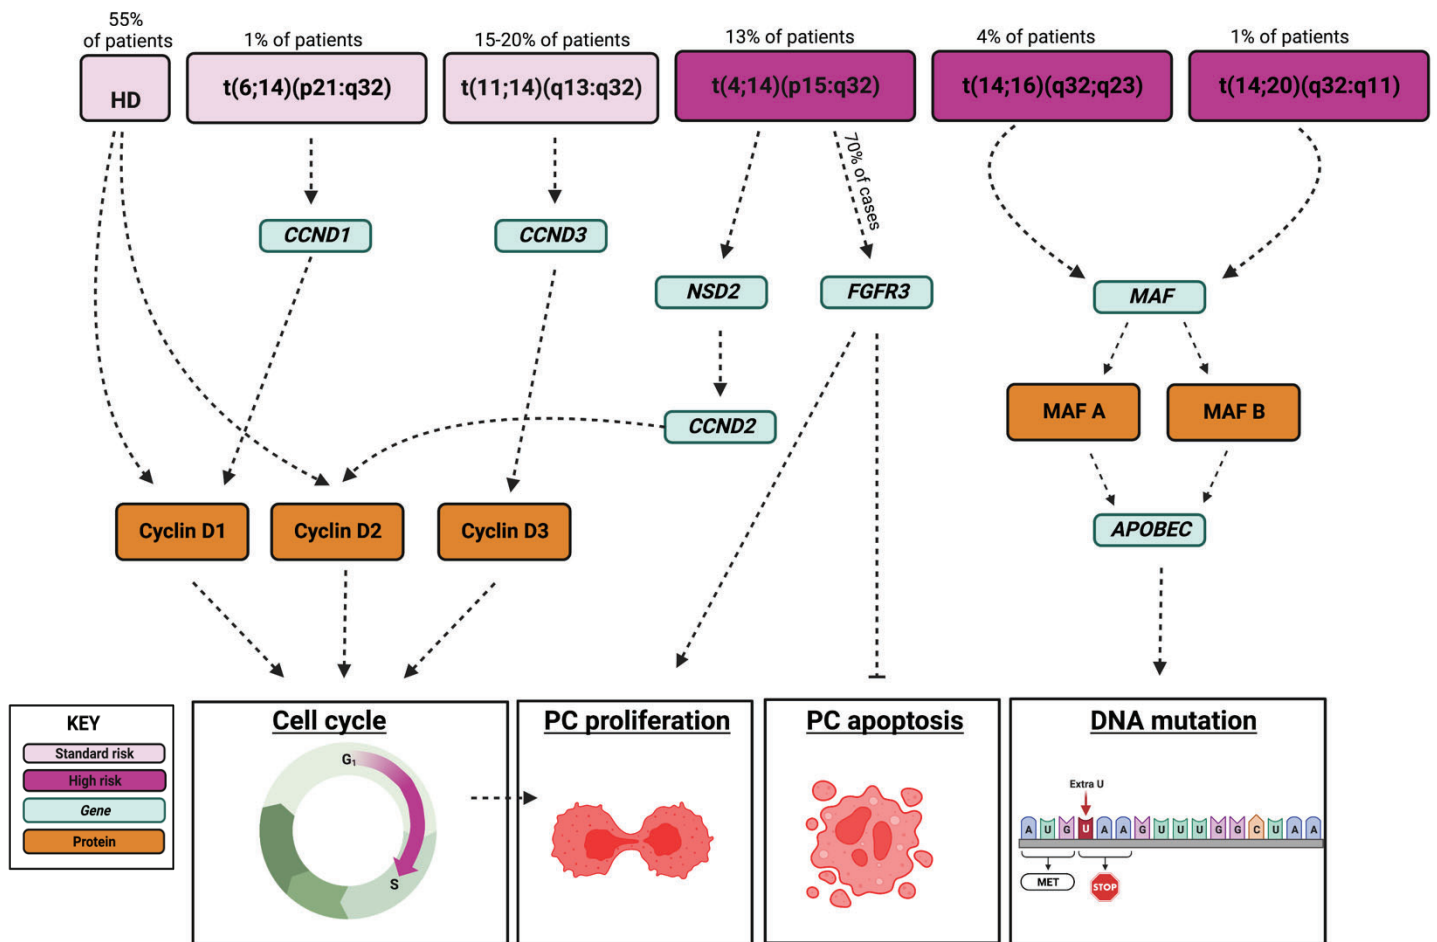 55%
of patients
1% of patients
15-20% of patients
13% of patients
4% of patients
1% of patients
HD
t(6;14)(p21:q32)
t(11;14)(q13:q32)
t(4;14)(p15:q32)
t(14;16)(q32;q23)
t(14;20)(q32:q11)
70% of cases
CCND1
CCND3
NSD2
FGFR3
MAF
CCND2
MAF A
MAF B
Cyclin D1
Cyclin D2
Cyclin D3
APOBEC
KEY
Standard risk
High risk
Gene
Protein
Cell cycle
G1
S
PC proliferation
PC apoptosis
DNA mutation
Extra U
A U G U A A G U U U G G C U A A
MET
STOP